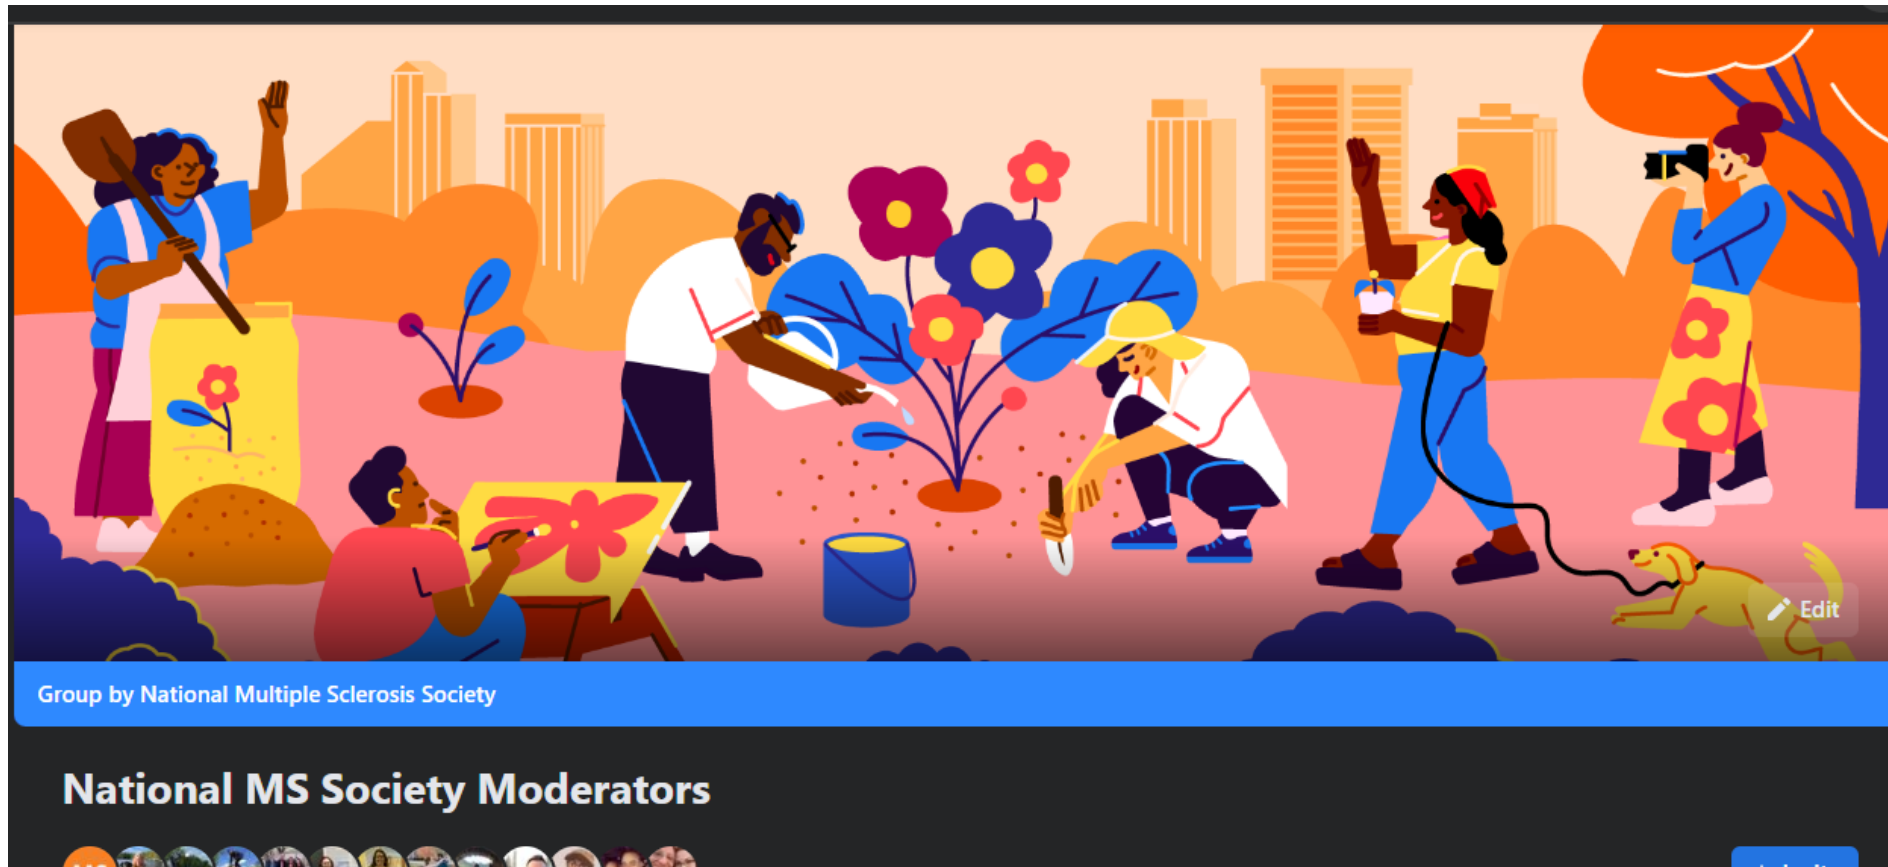 Edit
Group by National Multiple Sclerosis Society
National MS Society Moderators